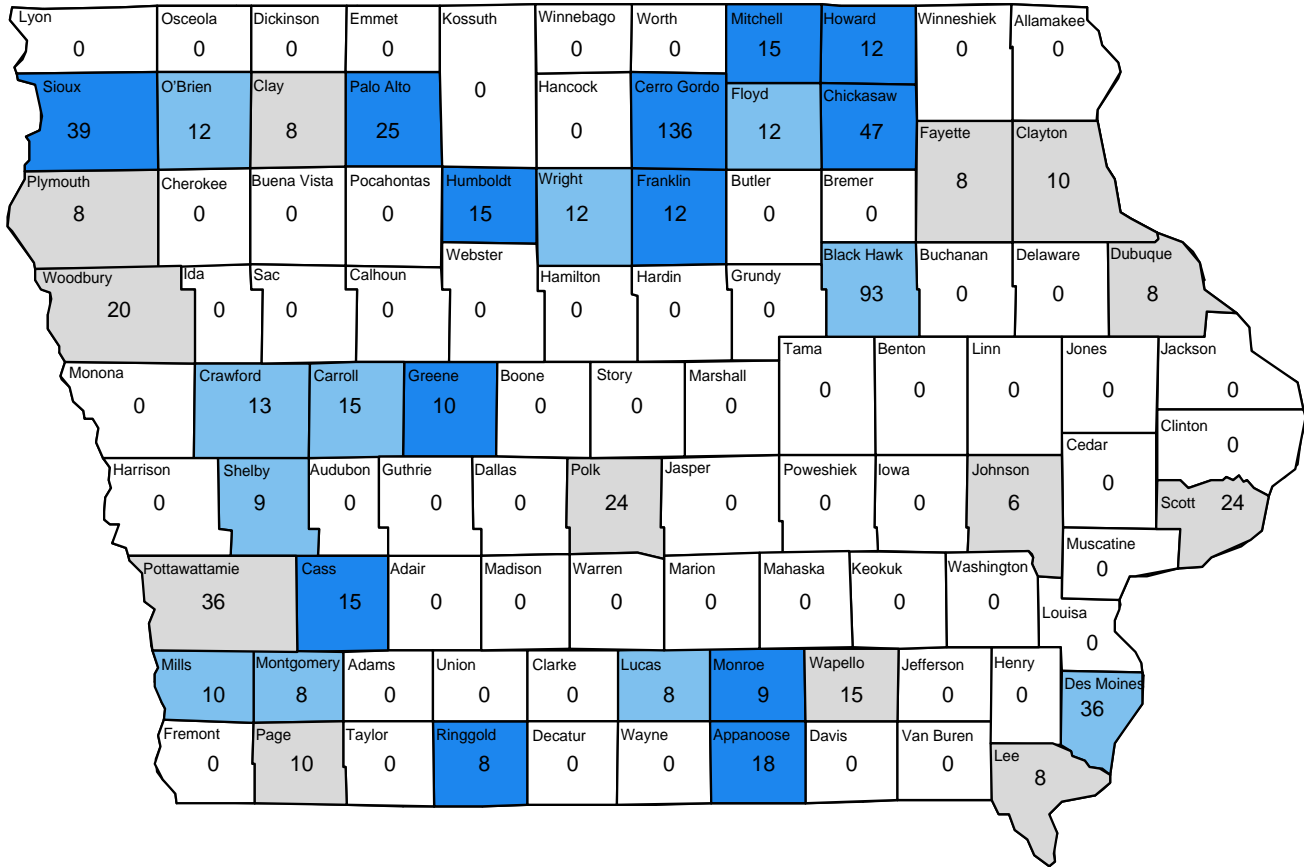 Lyon
0
Osceola
0
Dickinson
0
Emmet
0
Kossuth
0
Winnebago
0
Worth
0
Mitchell
15
Howard
12
Winneshiek
0
Allamakee
0
Sioux
39
O'Brien
12
Clay
8
Palo Alto
25
Hancock
0
Cerro Gordo
136
Floyd
12
Chickasaw
47
Fayette
8
Clayton
10
Plymouth
8
Cherokee
0
Buena Vista
0
Pocahontas
0
Humboldt
15
Wright
12
Franklin
12
Butler
0
Bremer
0
Woodbury
20
Ida
0
Sac
0
Calhoun
0
Webster
0
Hamilton
0
Hardin
0
Grundy
0
Black Hawk
93
Buchanan
0
Delaware
0
Dubuque
8
Monona
0
Crawford
13
Carroll
15
Greene
10
Boone
0
Story
0
Marshall
0
Tama
0
Benton
0
Linn
0
Jones
0
Jackson
0
Clinton
0
Cedar
0
Harrison
0
Shelby
9
Audubon
0
Guthrie
0
Dallas
0
Polk
24
Jasper
0
Poweshiek
0
Iowa
0
Johnson
6
Scott
24
Muscatine
0
Pottawattamie
36
Cass
15
Adair
0
Madison
0
Warren
0
Marion
0
Mahaska
0
Keokuk
0
Washington
0
Louisa
0
Mills
10
Montgomery
8
Adams
0
Union
0
Clarke
0
Lucas
8
Monroe
9
Wapello
15
Jefferson
0
Henry
0
Des Moines
36
Fremont
0
Page
10
Taylor
0
Ringgold
8
Decatur
0
Wayne
0
Appanoose
18
Davis
0
Van Buren
0
Lee
8